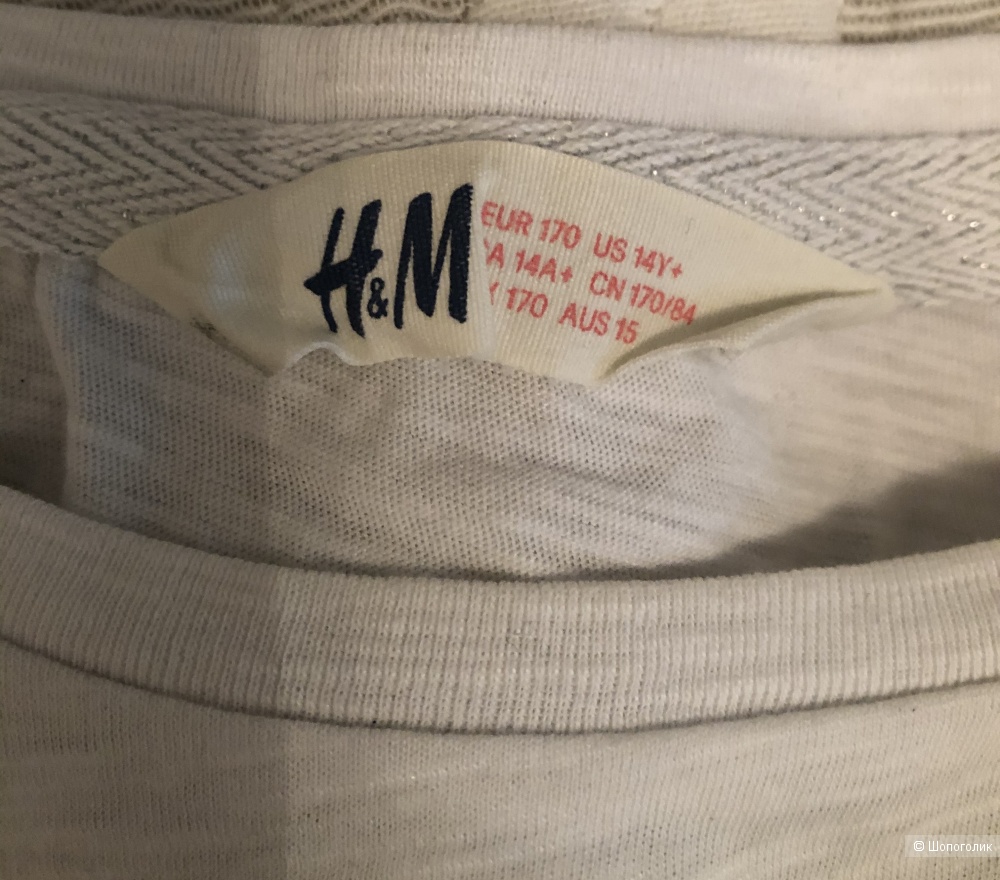 H&M
EUR 170 US 14Y+
A 14A+ CN 170/84
170 AUS 15
© Шопоголик